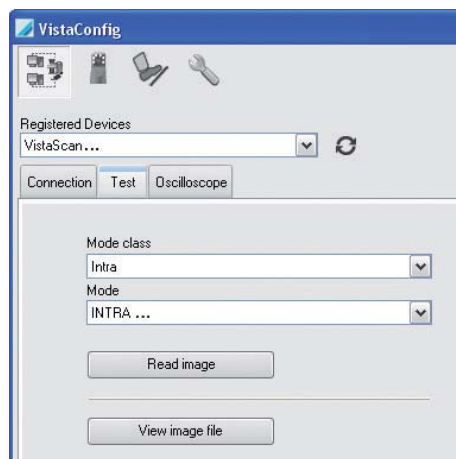 VistaConfig
Registered Devices
VistaScan...
Connection Test Oscilloscope
Mode class
Intra
Mode
INTRA ...
Read image
View image file